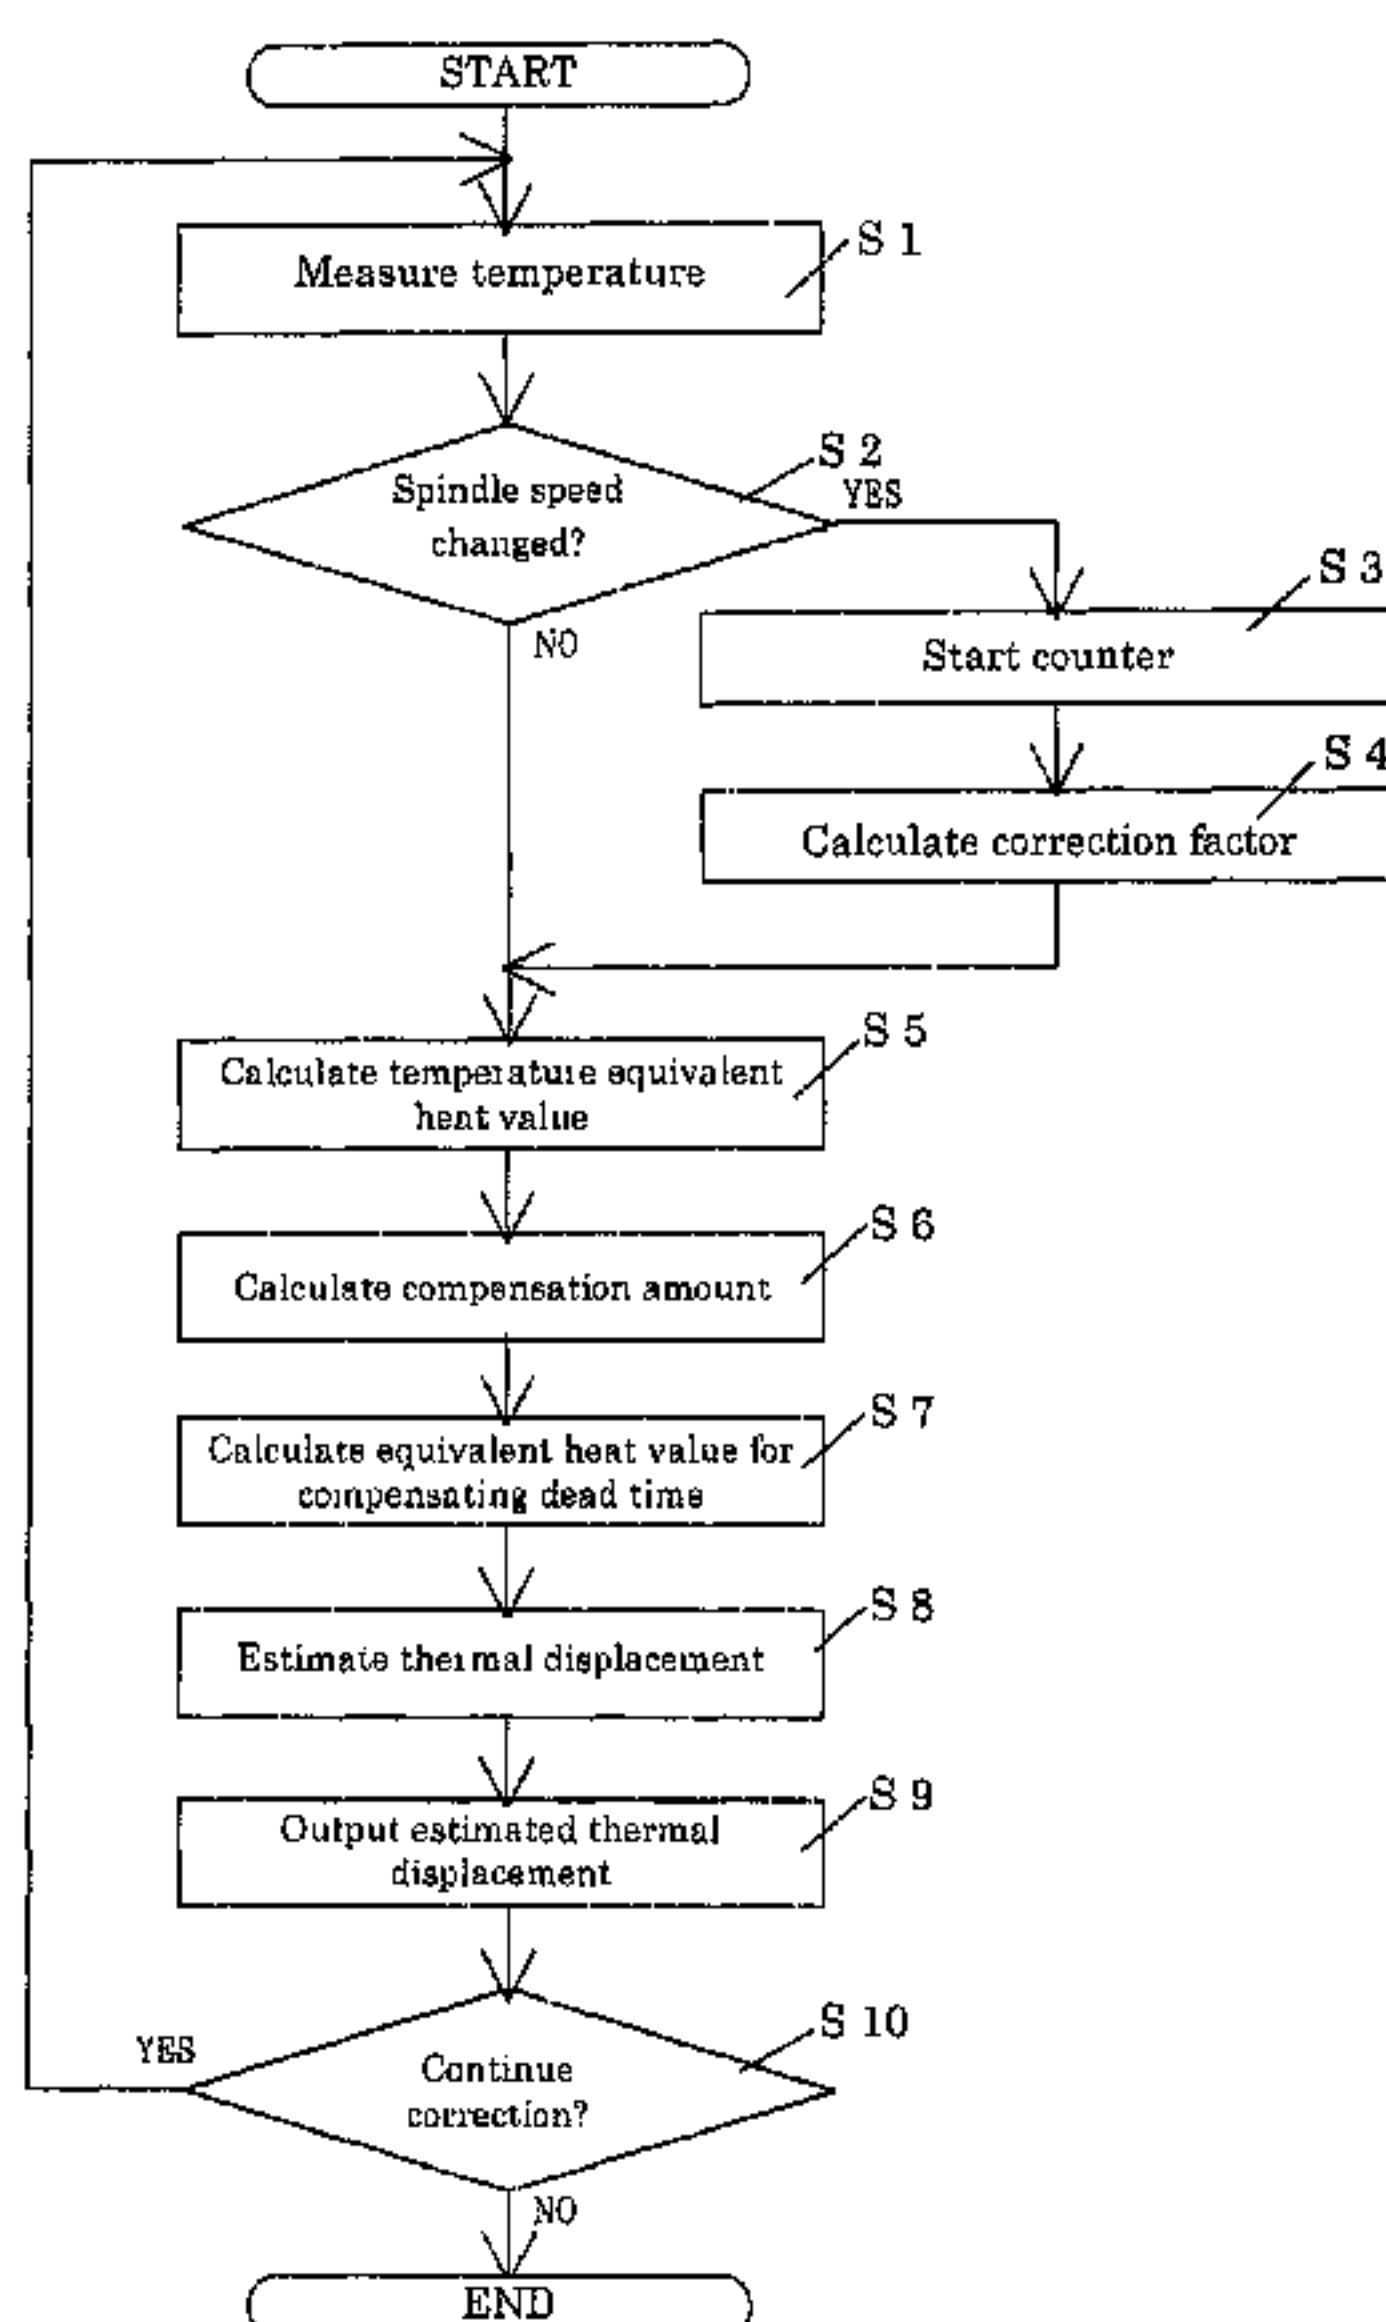 START
Measure temperature
S 1
Spindle speed
changed?
S 2
YES
NO
Start counter
S 3
Calculate correction factor
S 4
Calculate temperature equivalent
heat value
S 5
Calculate compensation amount
S 6
Calculate equivalent heat value for
compensating dead time
S 7
Estimate thermal displacement
S 8
Output estimated thermal
displacement
S 9
Continue
correction?
S 10
YES
NO
END